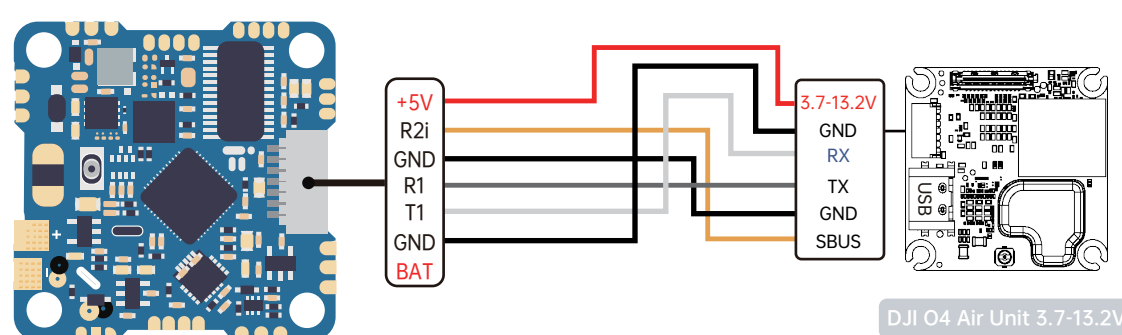 +5V
R2i
GND
R1
T1
GND
BAT
3.7-13.2V
GND
RX
TX
GND
SBUS
USB
+
DJI O4 Air Unit 3.7-13.2V